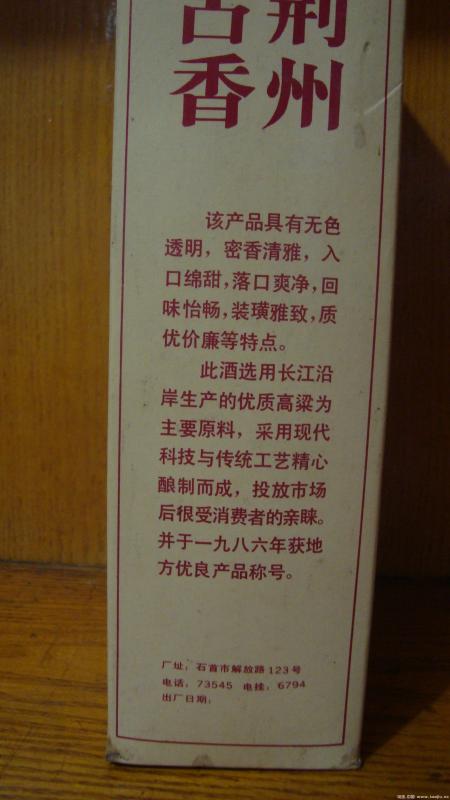 古荆
香州
该产品具有无色
透明，密香清雅，入
口绵甜，落口爽净，回
味怡畅，装璜雅致，质
优价廉等特点。
此酒选用长江沿
岸生产的优质高粱为
主要原料，采用现代
科技与传统工艺精心
酿制而成，投放市场
后很受消费者的亲睐。
并于一九八六年获地
方优良产品称号。
厂址：石首市解放路123号
电话：73545 电挂：6794
出厂日期：